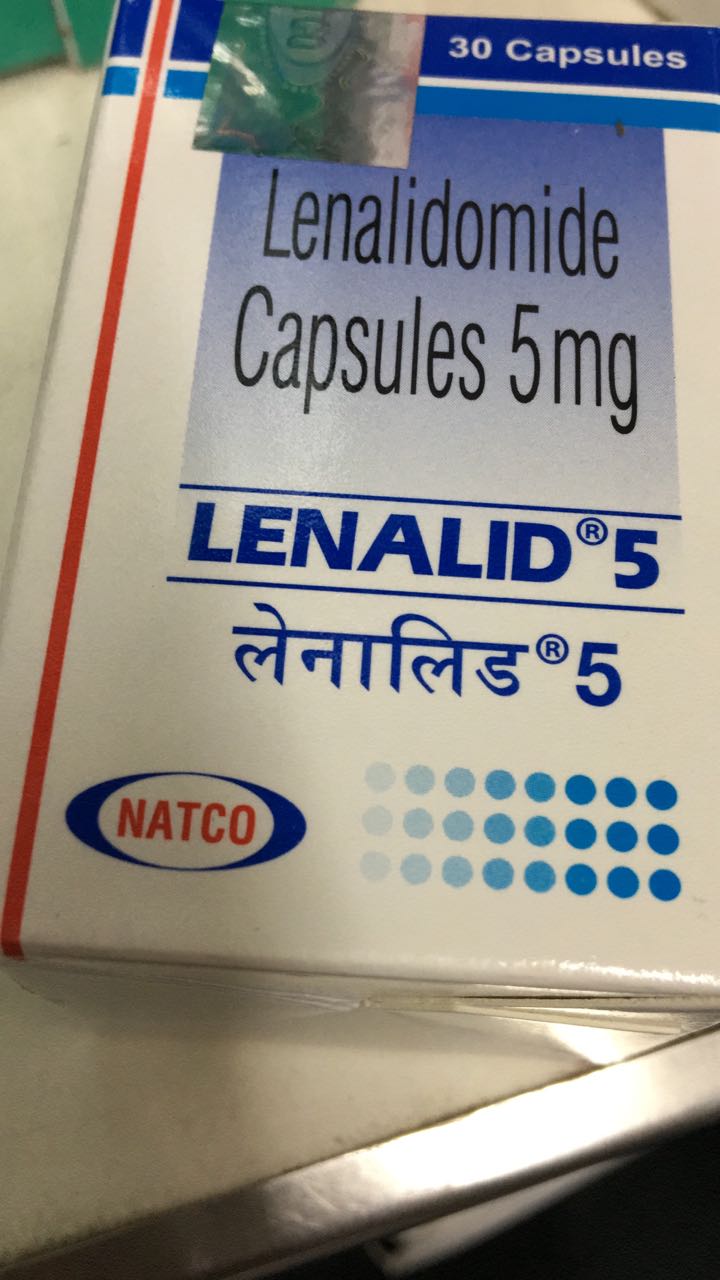 30 Capsules
Lenalidomide
Capsules 5mg
LENALID® 5
लेनालिड® 5
NATCO